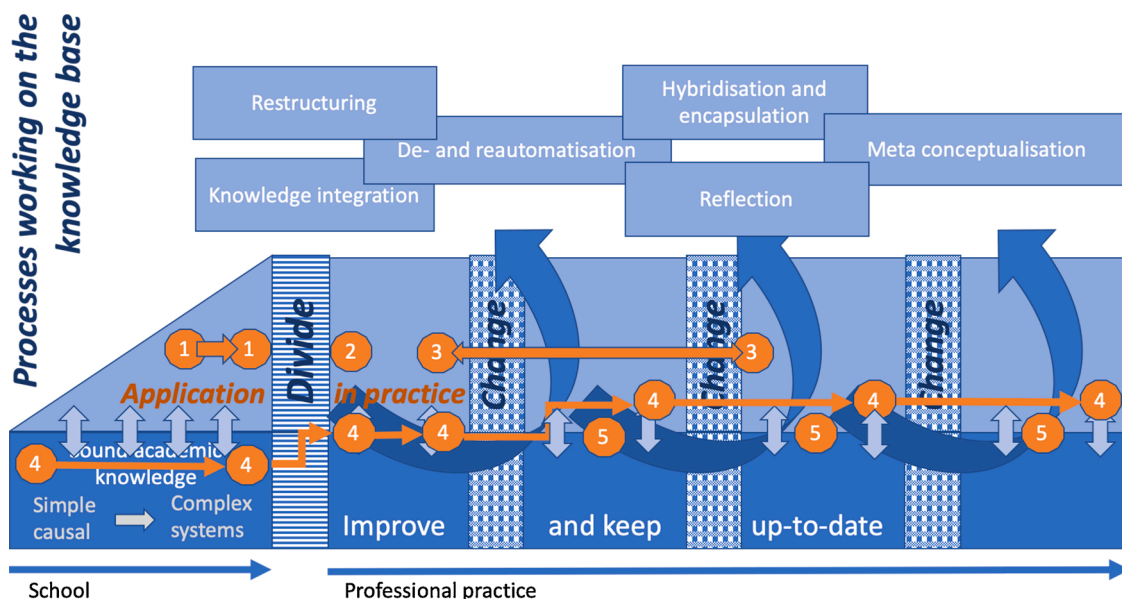 Processes working on the
knowledge base
Restructuring
Hybridisation and
encapsulation
De- and reautomatisation
Meta conceptualisation
Knowledge integration
Reflection
Divide
Change
Change
Change
1
1
2
3
3
Application
in practice
4
4
4
4
4
4
4
5
5
5
Sound academic
knowledge
Simple
causal
Complex
systems
Improve
and keep
up-to-date
School
Professional practice